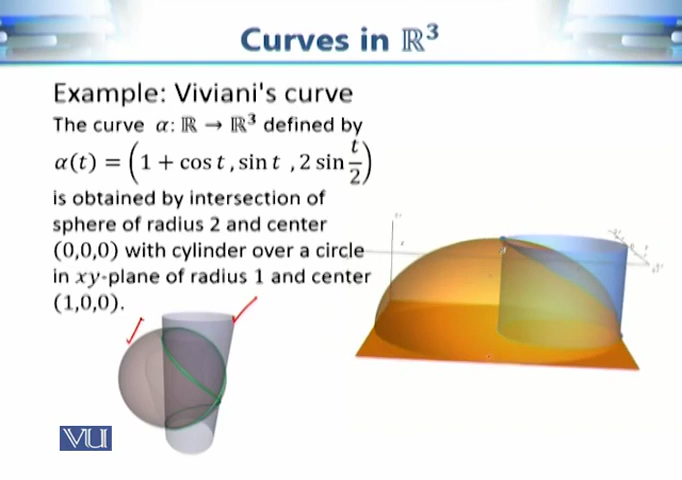 Curves in ℝ³
Example: Viviani's curve
The curve α: ℝ → ℝ³ defined by
α(t) = (1 + cos t , sin t , 2 sin t/2)
is obtained by intersection of
sphere of radius 2 and center
(0,0,0) with cylinder over a circle
in xy-plane of radius 1 and center
(1,0,0).
VU